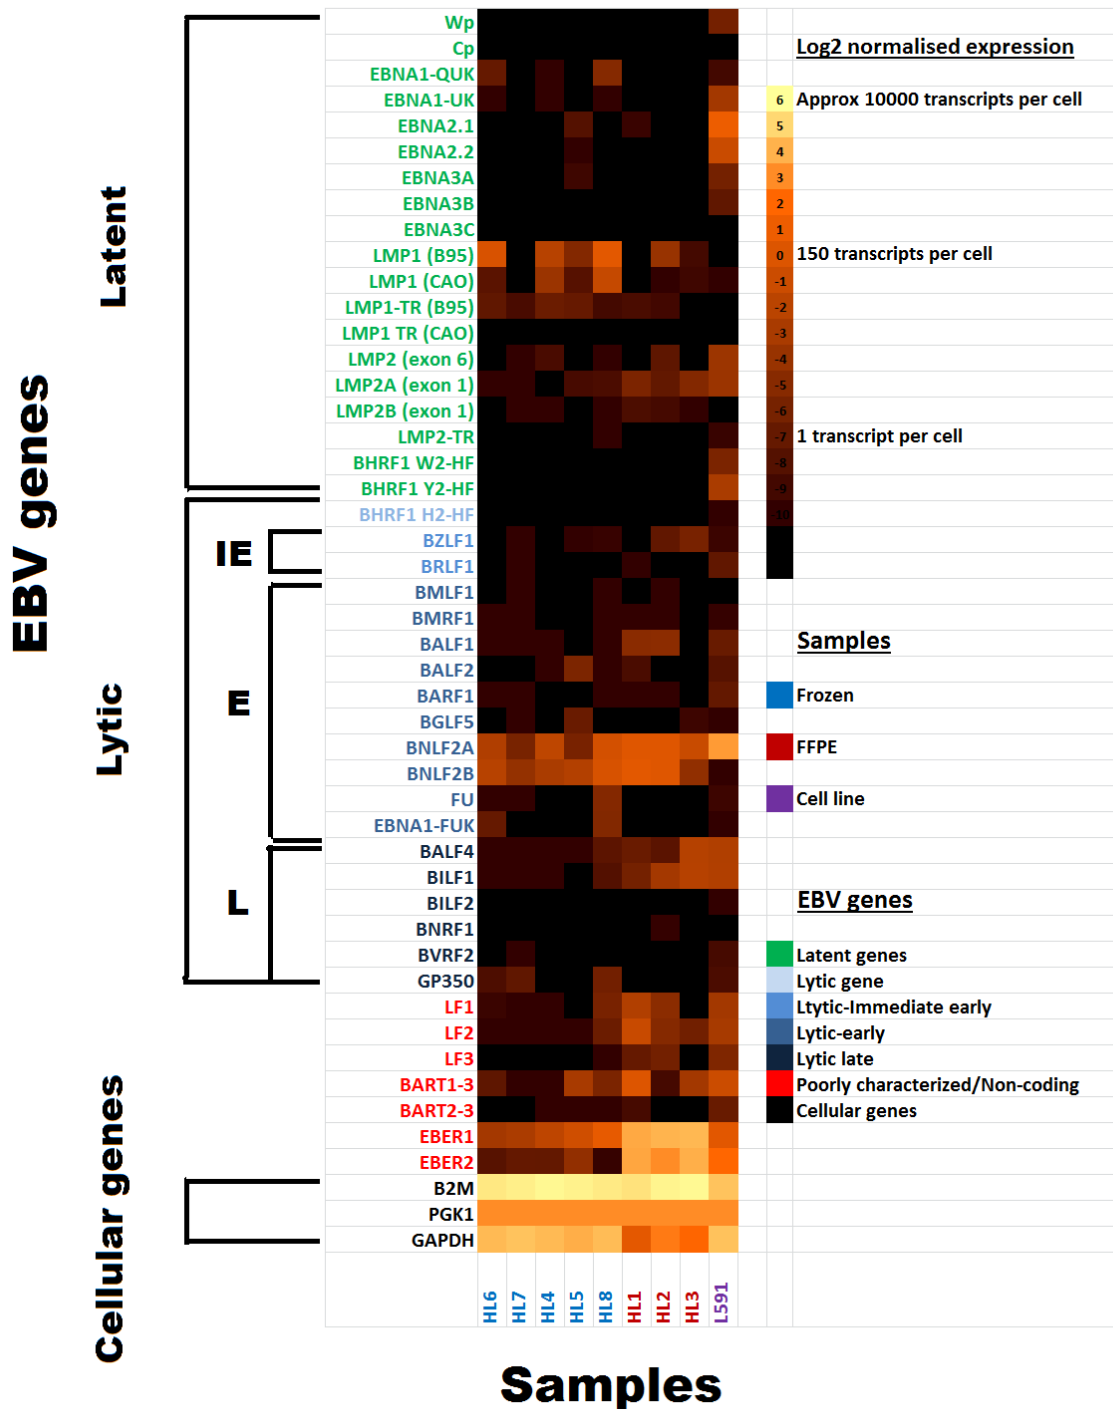 EBV genes
Latent
Lytic
Cellular genes
IE
E
L
Wp
Cp
EBNA1-QUK
EBNA1-UK
EBNA2.1
EBNA2.2
EBNA3A
EBNA3B
EBNA3C
LMP1 (B95)
LMP1 (CAO)
LMP1-TR (B95)
LMP1 TR (CAO)
LMP2 (exon 6)
LMP2A (exon 1)
LMP2B (exon 1)
LMP2-TR
BHRF1 W2-HF
BHRF1 Y2-HF
BHRF1 H2-HF
BZLF1
BRLF1
BMLF1
BMRF1
BALF1
BALF2
BARF1
BGLF5
BNLF2A
BNLF2B
FU
EBNA1-FUK
BALF4
BILF1
BILF2
BNRF1
BVRF2
GP350
LF1
LF2
LF3
BART1-3
BART2-3
EBER1
EBER2
B2M
PGK1
GAPDH
HL6
HL7
HL4
HL5
HL8
HL1
HL2
HL3
L591
Samples
Log2 normalised expression
6 Approx 10000 transcripts per cell
5
4
3
2
1
0 150 transcripts per cell
-1
-2
-3
-4
-5
-6
-7 1 transcript per cell
-8
-9
-10
Samples
Frozen
FFPE
Cell line
EBV genes
Latent genes
Lytic gene
Ltytic-Immediate early
Lytic-early
Lytic late
Poorly characterized/Non-coding
Cellular genes